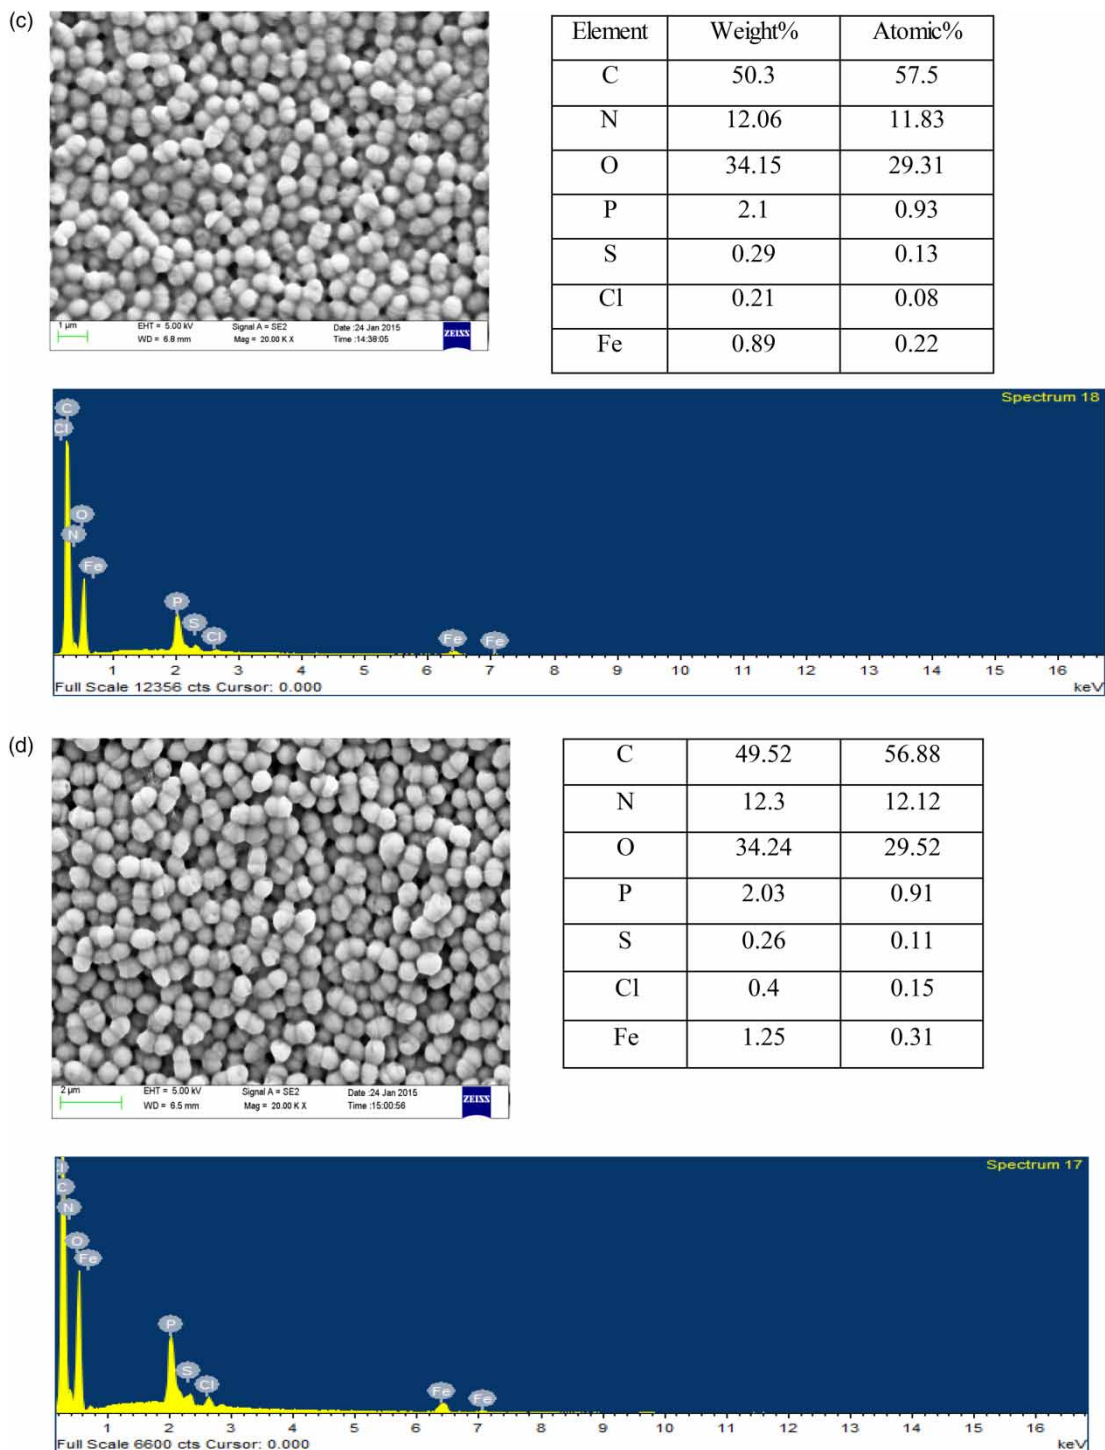 (c)
Element Weight% Atomic%
C 50.3 57.5
N 12.06 11.83
O 34.15 29.31
P 2.1 0.93
S 0.29 0.13
Cl 0.21 0.08
Fe 0.89 0.22
1 µm EHT = 5.00 kV Signal A = SE2 Date :24 Jan 2015 ZEISS
WD = 6.8 mm Mag = 20.00 K X Time :14:38:05
Spectrum 18
C
Cl
O
N
Fe
P
S
Cl Fe Fe
1 2 3 4 5 6 7 8 9 10 11 12 13 14 15 16
Full Scale 12356 cts Cursor: 0.000 keV
(d)
C 49.52 56.88
N 12.3 12.12
O 34.24 29.52
P 2.03 0.91
S 0.26 0.11
Cl 0.4 0.15
Fe 1.25 0.31
2 µm EHT = 5.00 kV Signal A = SE2 Date :24 Jan 2015 ZEISS
WD = 6.5 mm Mag = 20.00 K X Time :15:00:56
Spectrum 17
C
N
O
Fe
P
S
Cl Fe Fe
1 2 3 4 5 6 7 8 9 10 11 12 13 14 15 16
Full Scale 6600 cts Cursor: 0.000 keV